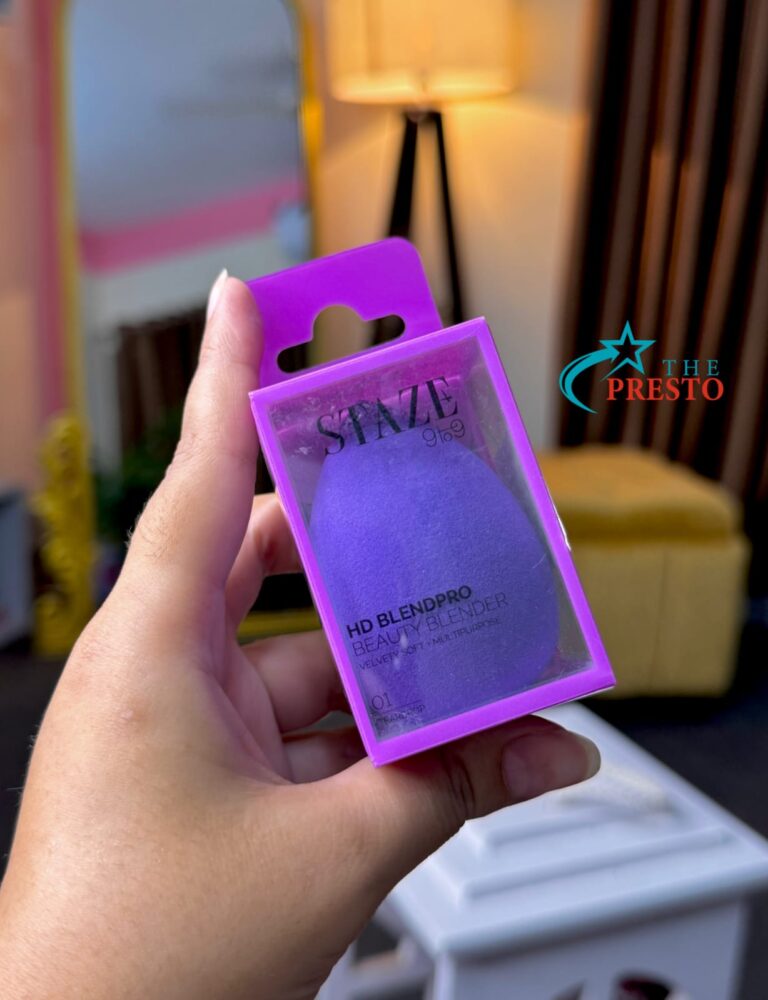 STAZE
9to9
THE
PRESTO
HD BLENDPRO
BEAUTY BLENDER
VELVETY SOFT • MULTIPURPOSE
01